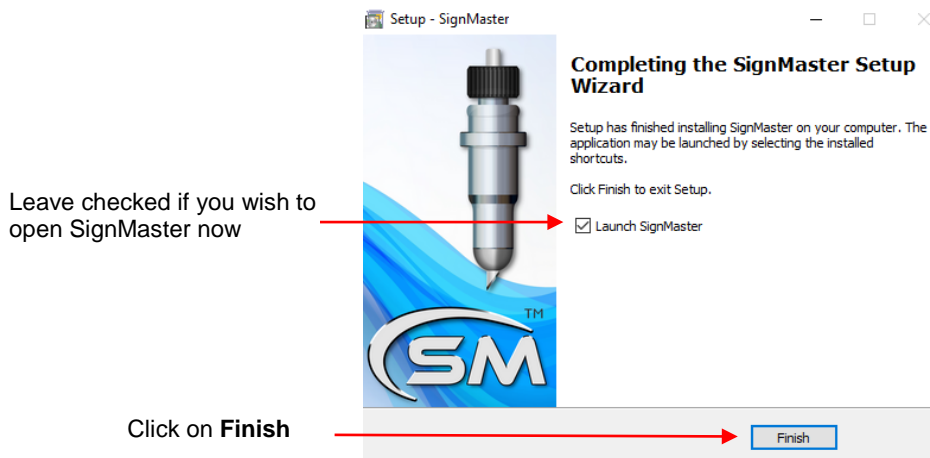 Setup - SignMaster
Completing the SignMaster Setup
Wizard
Setup has finished installing SignMaster on your computer. The
application may be launched by selecting the installed
shortcuts.
Click Finish to exit Setup.
Leave checked if you wish to
open SignMaster now
Launch SignMaster
TM
SM
Click on Finish
Finish